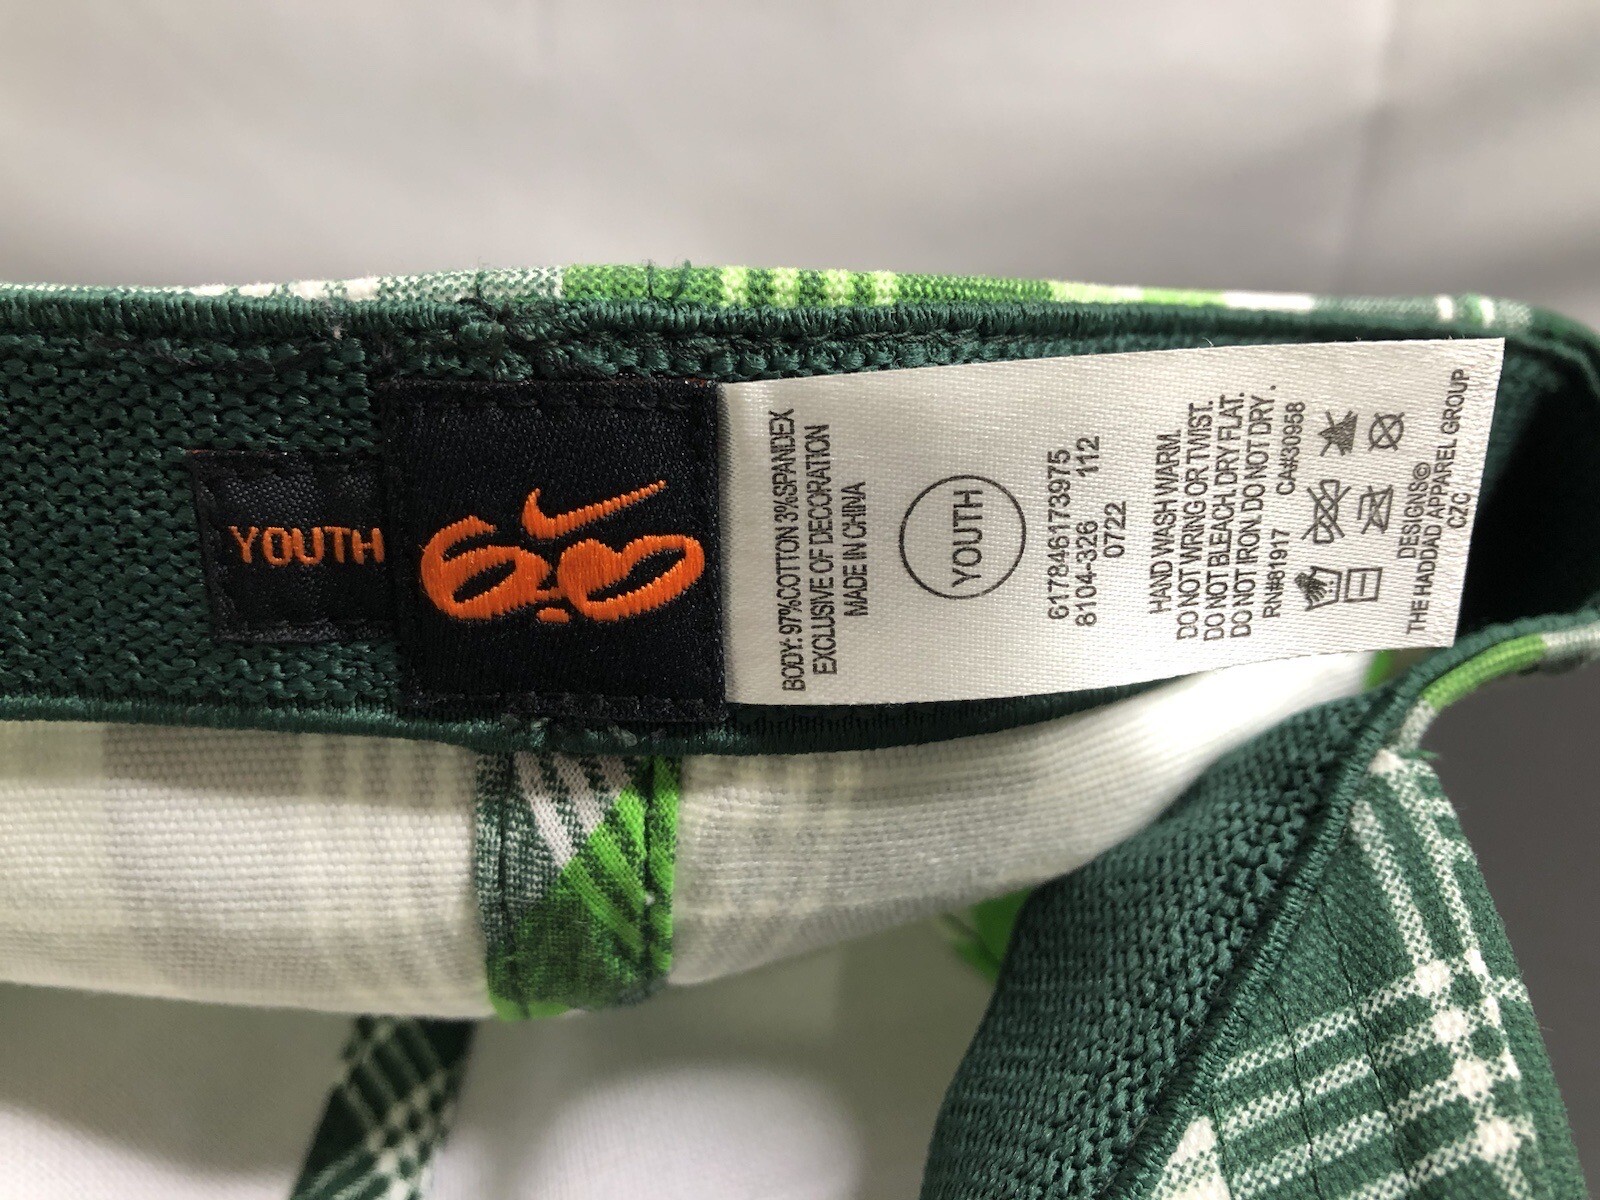 YOUTH
6.0
BODY: 97%COTTON 3%SPANDEX
EXCLUSIVE OF DECORATION
MADE IN CHINA
YOUTH
617846173975
8104-326 112
0722
HAND WASH WARM.
DO NOT WRING OR TWIST.
DO NOT BLEACH. DRY FLAT.
DO NOT IRON. DO NOT DRY.
RN#81917 CA#30958
DESIGNS©
THE HADDAD APPAREL GROUP
CZC